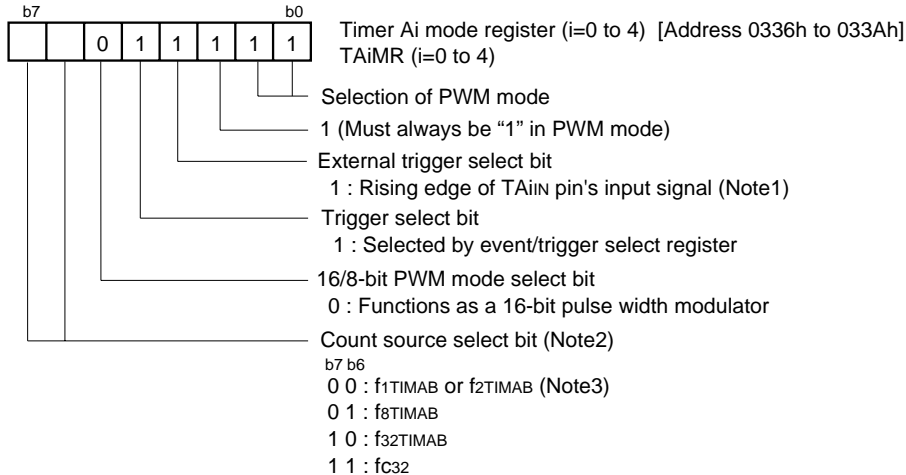 b7 b0
Timer Ai mode register (i=0 to 4) [Address 0336h to 033Ah]
0 1 1 1 1 1
TAiMR (i=0 to 4)
Selection of PWM mode
1 (Must always be “1” in PWM mode)
External trigger select bit
1 : Rising edge of TAiIN pin's input signal (Note1)
Trigger select bit
1 : Selected by event/trigger select register
16/8-bit PWM mode select bit
0 : Functions as a 16-bit pulse width modulator
Count source select bit (Note2)
b7 b6
0 0 : f1TIMAB or f2TIMAB (Note3)
0 1 : f8TIMAB
1 0 : f32TIMAB
1 1 : fC32